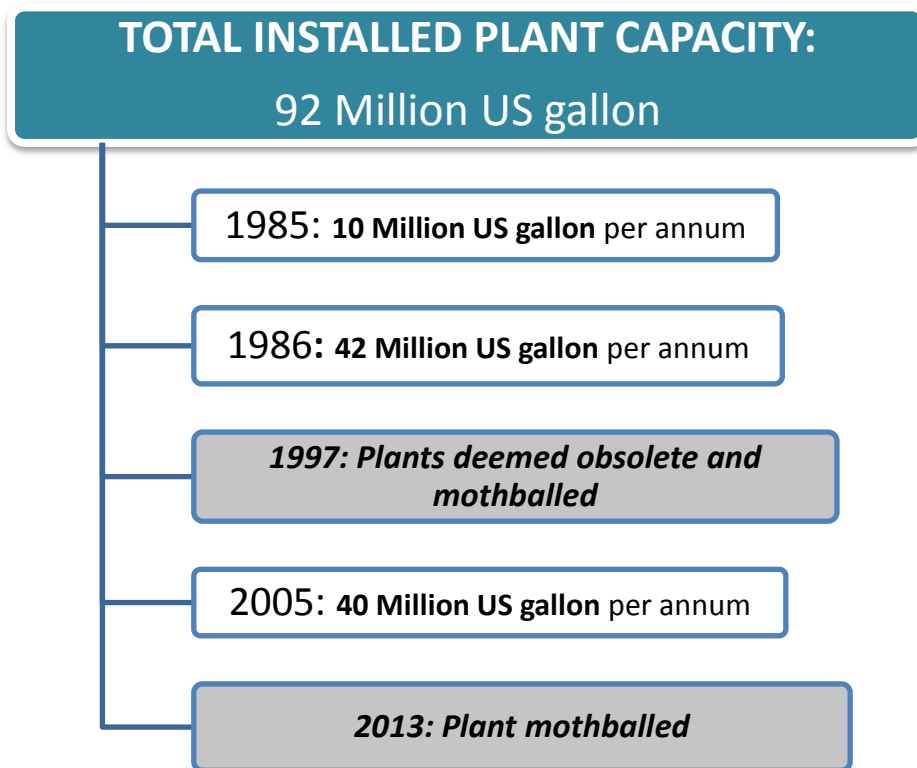 TOTAL INSTALLED PLANT CAPACITY:
92 Million US gallon
1985: 10 Million US gallon per annum
1986: 42 Million US gallon per annum
1997: Plants deemed obsolete and
mothballed
2005: 40 Million US gallon per annum
2013: Plant mothballed